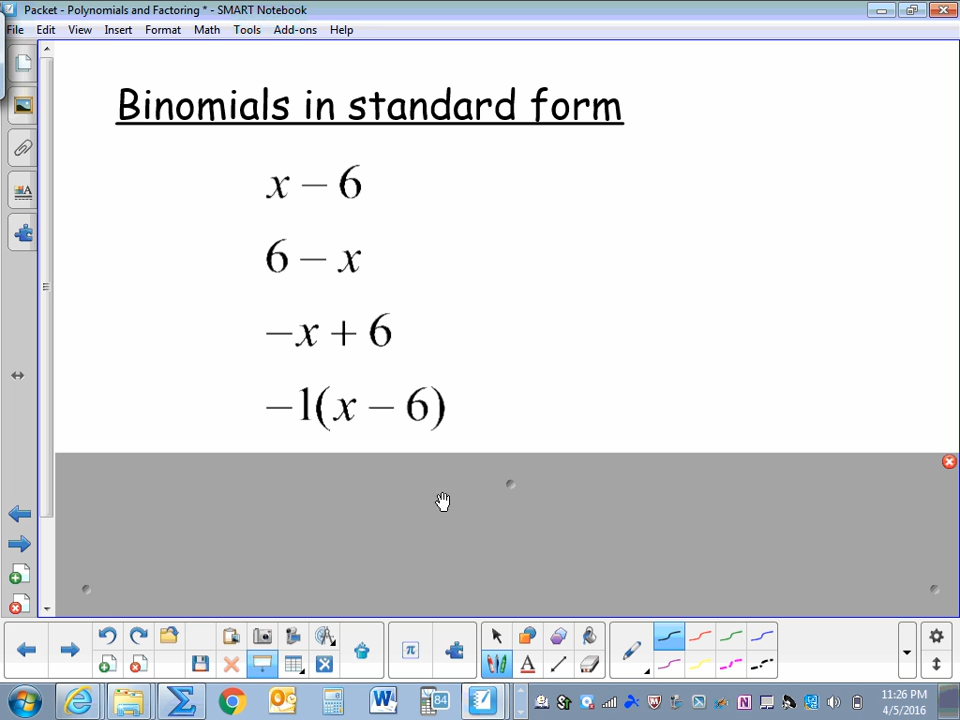 Packet - Polynomials and Factoring * - SMART Notebook
File Edit View Insert Format Math Tools Add-ons Help
Binomials in standard form
x − 6
6 − x
−x + 6
−1(x − 6)
π
A
84
11:26 PM
4/5/2016